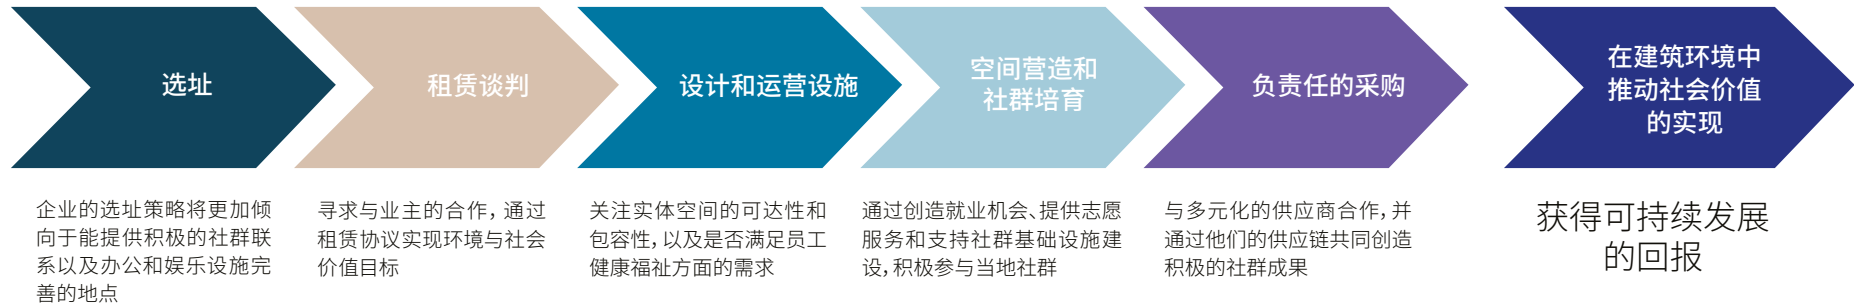 选址
租赁谈判
设计和运营设施
空间营造和
社群培育
负责任的采购
在建筑环境中
推动社会价值
的实现
企业的选址策略将更加倾
向于能提供积极的社群联
系以及办公和娱乐设施完
善的地点
寻求与业主的合作，通过
租赁协议实现环境与社会
价值目标
关注实体空间的可达性和
包容性，以及是否满足员工
健康福祉方面的需求
通过创造就业机会、提供志愿
服务和支持社群基础设施建
设，积极参与当地社群
与多元化的供应商合作，并
通过他们的供应链共同创造
积极的社群成果
获得可持续发展
的回报